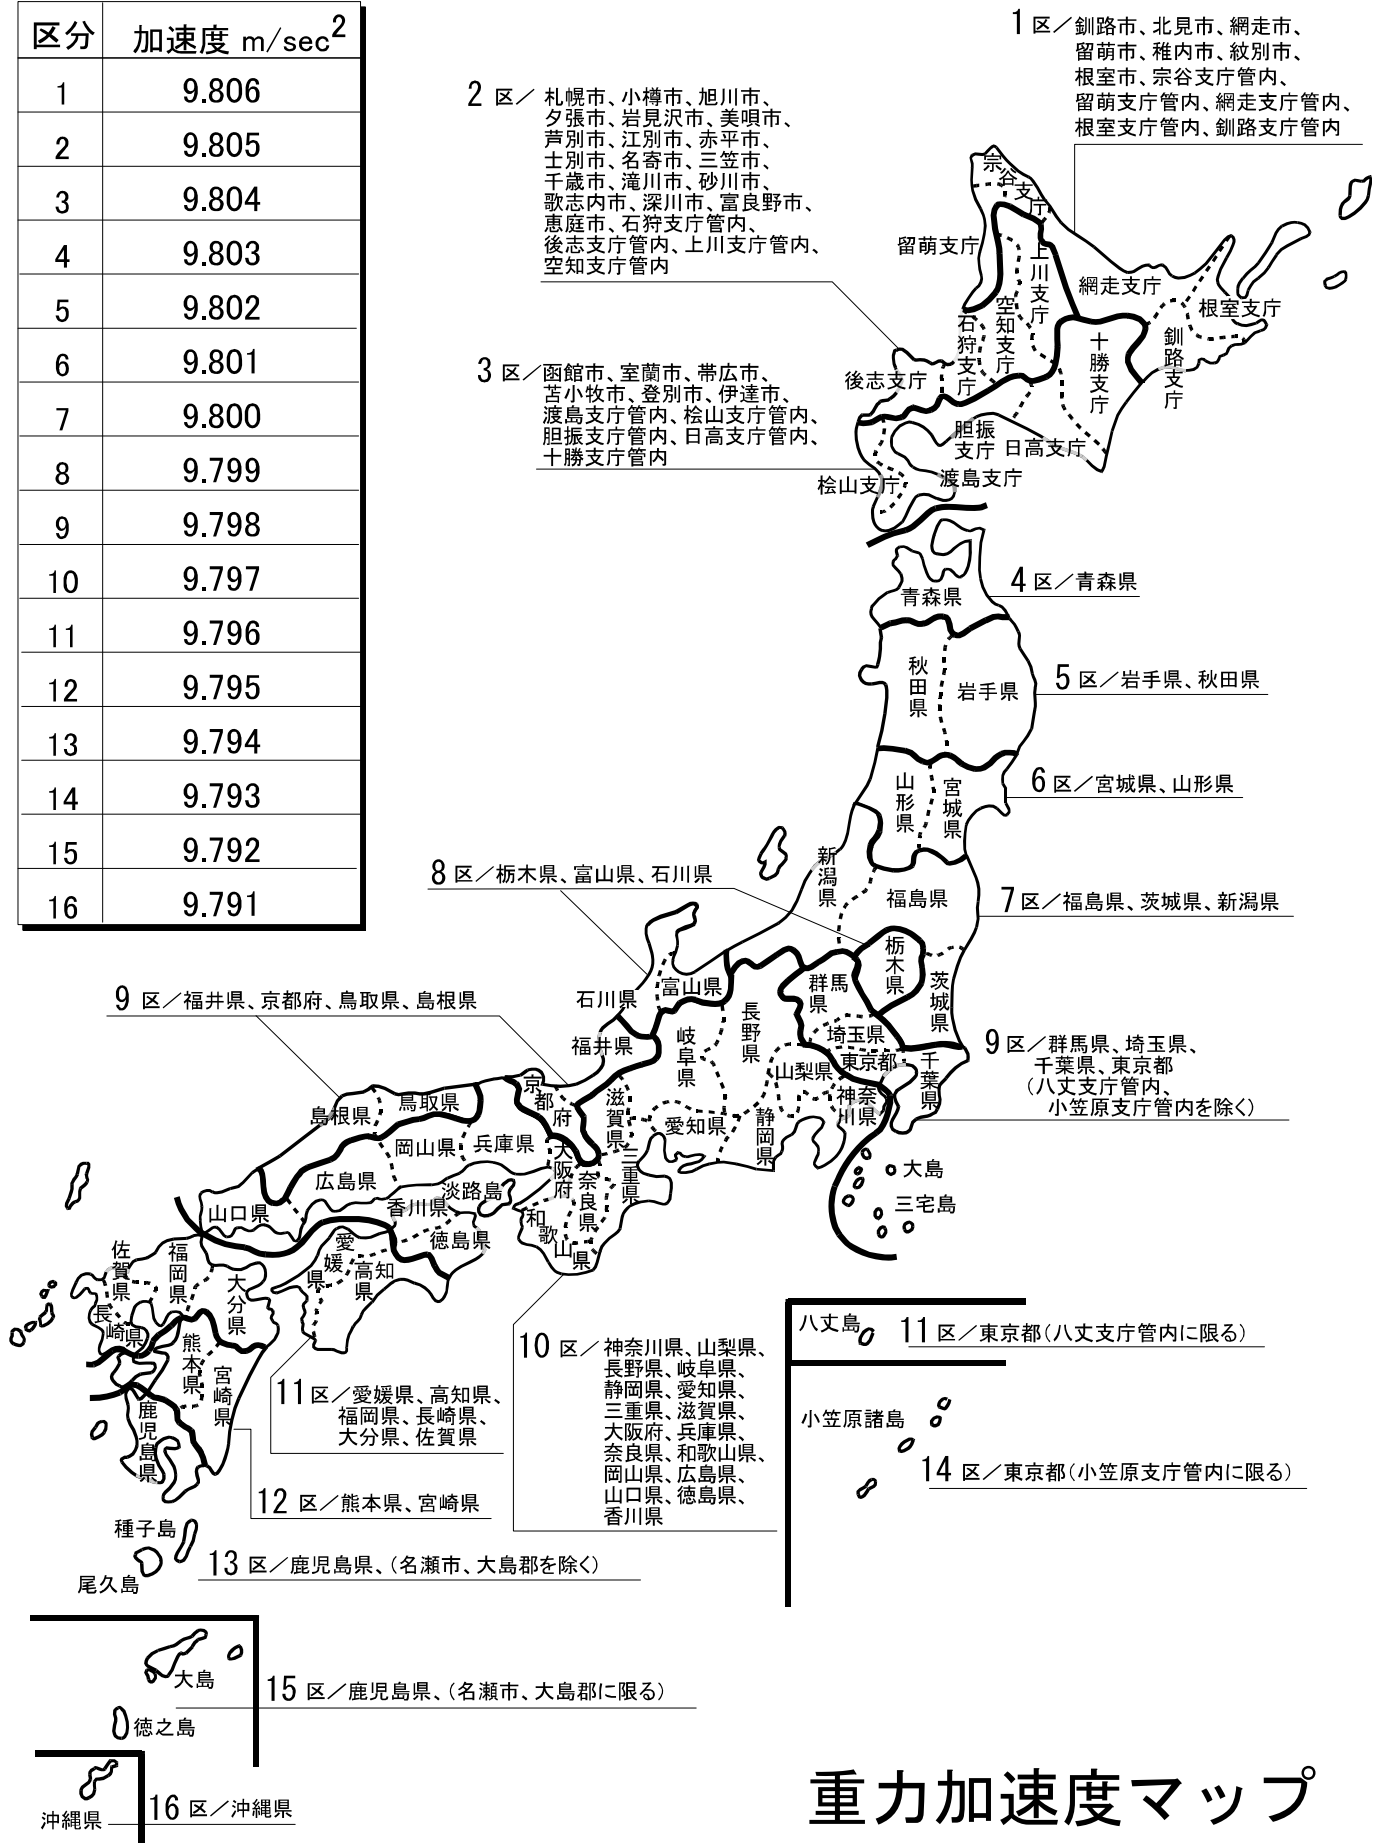 区分 加速度 m/sec2
1 9.806
2 9.805
3 9.804
4 9.803
5 9.802
6 9.801
7 9.800
8 9.799
9 9.798
10 9.797
11 9.796
12 9.795
13 9.794
14 9.793
15 9.792
16 9.791
1 区／釧路市、北見市、網走市、
留萌市、稚内市、紋別市、
根室市、宗谷支庁管内、
留萌支庁管内、網走支庁管内、
根室支庁管内、釧路支庁管内
2 区／札幌市、小樽市、旭川市、
夕張市、岩見沢市、美唄市、
芦別市、江別市、赤平市、
士別市、名寄市、三笠市、
千歳市、滝川市、砂川市、
歌志内市、深川市、富良野市、
恵庭市、石狩支庁管内、
後志支庁管内、上川支庁管内、
空知支庁管内
3 区／函館市、室蘭市、帯広市、
苫小牧市、登別市、伊達市、
渡島支庁管内、桧山支庁管内、
胆振支庁管内、日高支庁管内、
十勝支庁管内
宗谷支庁
留萌支庁
上川支庁
網走支庁
根室支庁
空知支庁
石狩支庁
十勝支庁
釧路支庁
後志支庁
胆振
支庁
日高支庁
桧山支庁
渡島支庁
青森県
4 区／青森県
秋田県
岩手県
5 区／岩手県、秋田県
山形県
宮城県
6 区／宮城県、山形県
新潟県
福島県
7 区／福島県、茨城県、新潟県
8 区／栃木県、富山県、石川県
栃木県
茨城県
群馬
県
富山県
石川県
長野県
埼玉県
岐阜県
福井県
9 区／福井県、京都府、鳥取県、島根県
9 区／群馬県、埼玉県、
千葉県、東京都
（八丈支庁管内、
小笠原支庁管内を除く）
山梨県
東京都
千葉県
神奈
川県
京都府
滋賀県
愛知県
静岡県
島根県
鳥取県
岡山県
兵庫県
大阪府
三重県
奈良県
広島県
淡路島
香川県
和歌山県
山口県
徳島県
大島
三宅島
佐賀県
福岡県
大分県
愛媛県
高知
県
長崎県
熊本県
宮崎県
鹿児島県
八丈島
11 区／東京都（八丈支庁管内に限る）
小笠原諸島
14 区／東京都（小笠原支庁管内に限る）
10 区／神奈川県、山梨県、
長野県、岐阜県、
静岡県、愛知県、
三重県、滋賀県、
大阪府、兵庫県、
奈良県、和歌山県、
岡山県、広島県、
山口県、徳島県、
香川県
11 区／愛媛県、高知県、
福岡県、長崎県、
大分県、佐賀県
12 区／熊本県、宮崎県
種子島
尾久島
13 区／鹿児島県、（名瀬市、大島郡を除く）
大島
徳之島
15 区／鹿児島県、（名瀬市、大島郡に限る）
沖縄県
16 区／沖縄県
重力加速度マップ